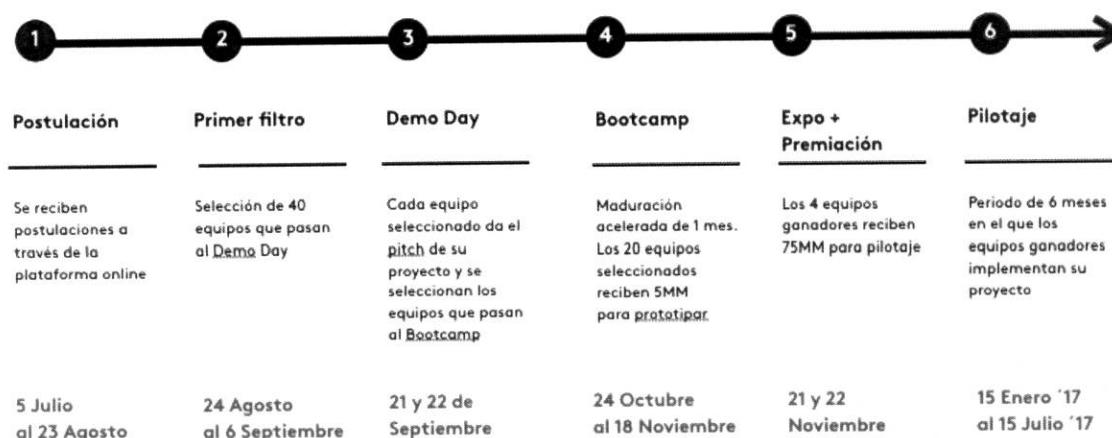 1
2
3
4
5
6
Postulación
Se reciben
postulaciones a
través de la
plataforma online
5 Julio
al 23 Agosto
Primer filtro
Selección de 40
equipos que pasan
al Demo Day
24 Agosto
al 6 Septiembre
Demo Day
Cada equipo
seleccionado da el
pitch de su
proyecto y se
seleccionan los
equipos que pasan
al Bootcamp
21 y 22 de
Septiembre
Bootcamp
Maduración
acelerada de 1 mes.
Los 20 equipos
seleccionados
reciben 5MM
para prototipar
24 Octubre
al 18 Noviembre
Expo +
Premiación
Los 4 equipos
ganadores reciben
75MM para pilotaje
21 y 22
Noviembre
Pilotaje
Periodo de 6 meses
en el que los
equipos ganadores
implementan su
proyecto
15 Enero ´17
al 15 Julio ´17